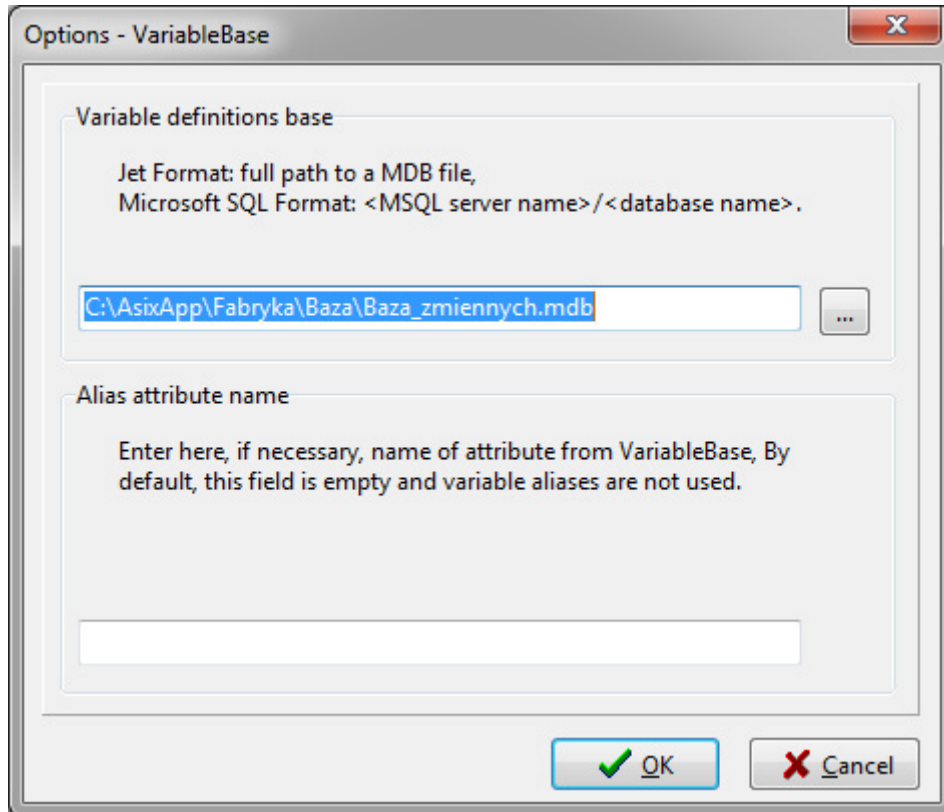 Options - VariableBase
Variable definitions base
Jet Format: full path to a MDB file,
Microsoft SQL Format: <MSQL server name>/<database name>.
C:\AsixApp\Fabryka\Baza\Baza_zmiennych.mdb
...
Alias attribute name
Enter here, if necessary, name of attribute from VariableBase, By
default, this field is empty and variable aliases are not used.
OK
Cancel